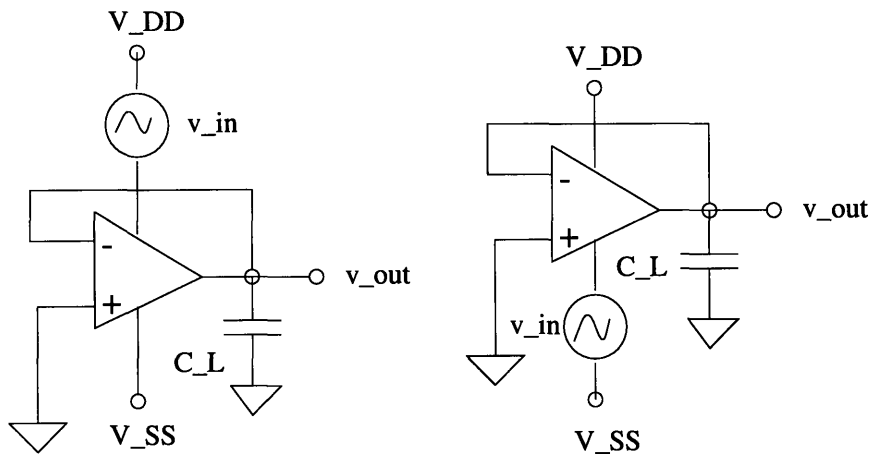 V_DD
v_in
-
+
v_out
C_L
V_SS
V_DD
-
+
v_out
C_L
v_in
V_SS